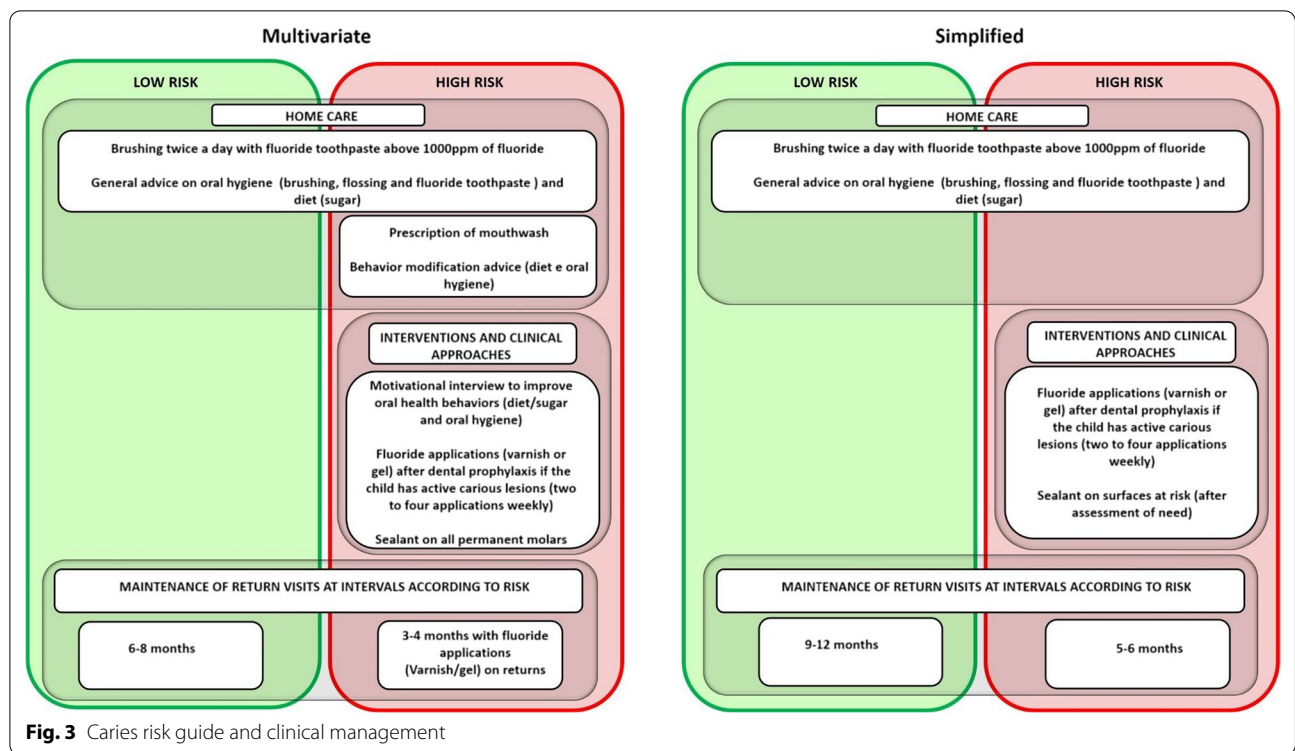 Multivariate
LOW RISK
HIGH RISK
HOME CARE
Brushing twice a day with fluoride toothpaste above 1000ppm of fluoride
General advice on oral hygiene (brushing, flossing and fluoride toothpaste ) and
diet (sugar)
Prescription of mouthwash
Behavior modification advice (diet e oral
hygiene)
INTERVENTIONS AND CLINICAL
APPROACHES
Motivational interview to improve
oral health behaviors (diet/sugar
and oral hygiene)
Fluoride applications (varnish or
gel) after dental prophylaxis if the
child has active carious lesions (two
to four applications weekly)
Sealant on all permanent molars
MAINTENANCE OF RETURN VISITS AT INTERVALS ACCORDING TO RISK
6-8 months
3-4 months with fluoride
applications
(Varnish/gel) on returns
Simplified
LOW RISK
HIGH RISK
HOME CARE
Brushing twice a day with fluoride toothpaste above 1000ppm of fluoride
General advice on oral hygiene (brushing, flossing and fluoride toothpaste ) and
diet (sugar)
INTERVENTIONS AND CLINICAL
APPROACHES
Fluoride applications (varnish or
gel) after dental prophylaxis if
the child has active carious
lesions (two to four applications
weekly)
Sealant on surfaces at risk (after
assessment of need)
MAINTENANCE OF RETURN VISITS AT INTERVALS ACCORDING TO RISK
9-12 months
5-6 months
Fig. 3 Caries risk guide and clinical management